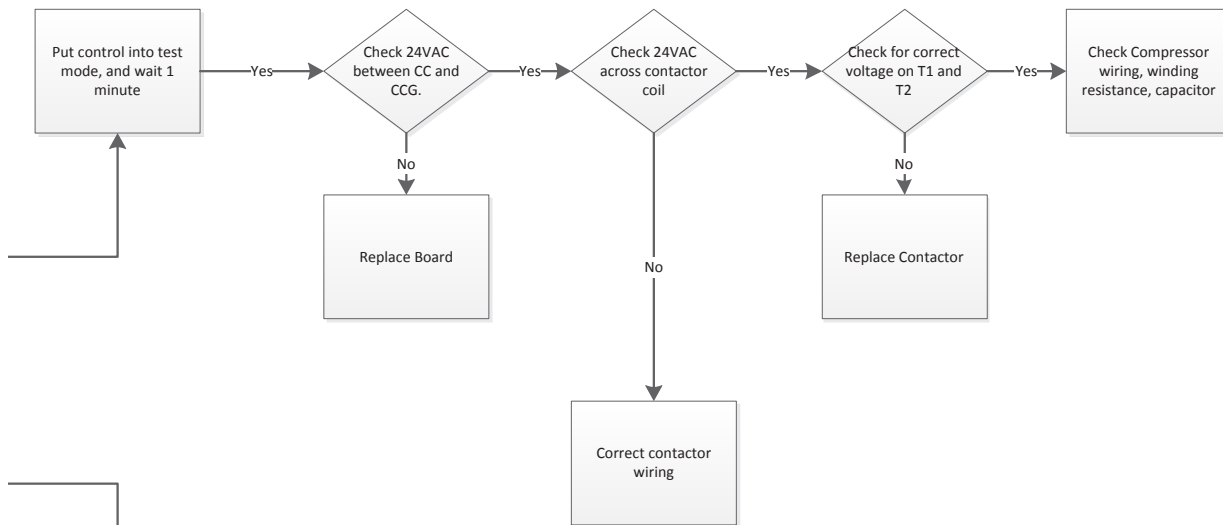 Put control into test
mode, and wait 1
minute
Yes
Check 24VAC
between CC and
CCG.
Yes
Check 24VAC
across contactor
coil
Yes
Check for correct
voltage on T1 and
T2
Yes
Check Compressor
wiring, winding
resistance, capacitor
No
Replace Board
No
No
Replace Contactor
Correct contactor
wiring